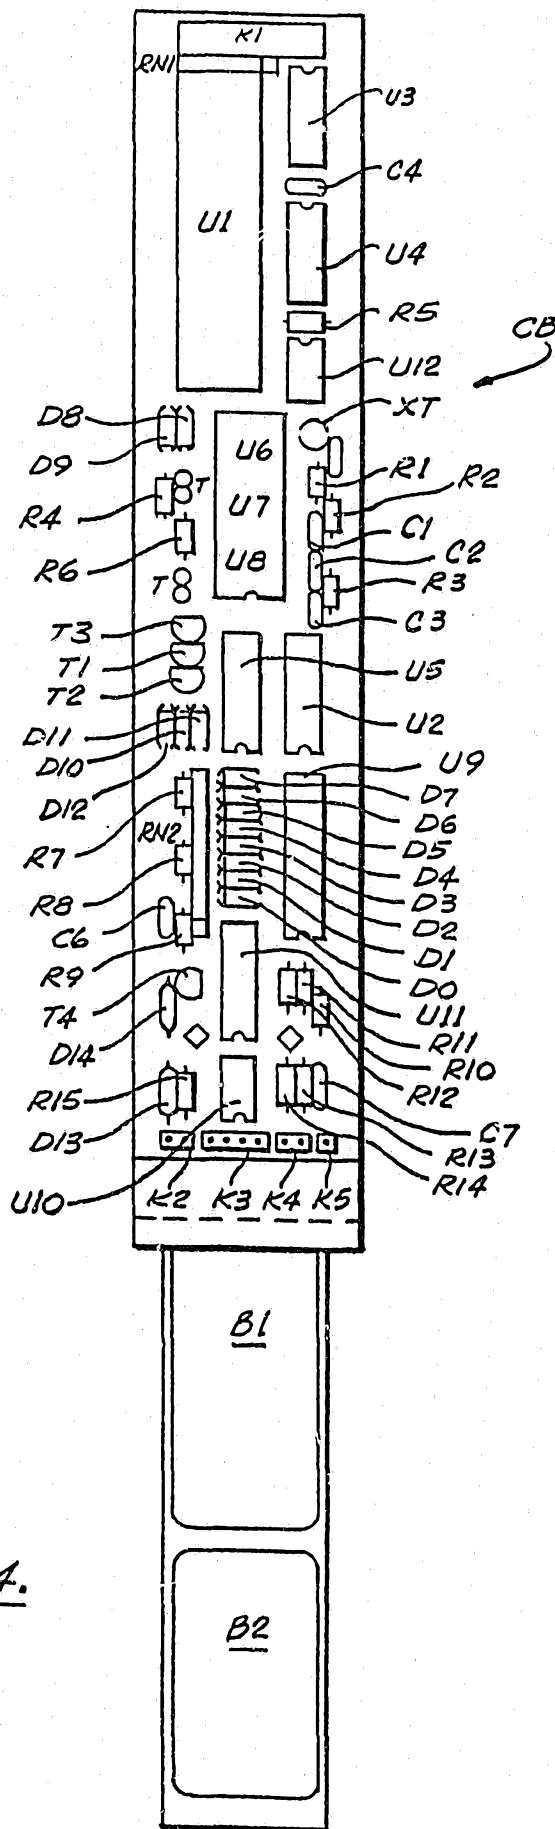 K1
RN1
U3
C4
U1
U4
R5
CB
U12
XT
D8
D9
U6
R1
R2
R4
T
U7
C1
R6
C2
U8
T
R3
C3
T3
T1
T2
U5
U2
D11
D10
D12
U9
D7
D6
D5
D4
D3
D2
D1
D0
R7
RN2
R8
C6
R9
T4
D14
U11
R11
R10
R12
R15
C7
D13
R13
R14
U10
K2
K3
K4
K5
B1
4.
B2